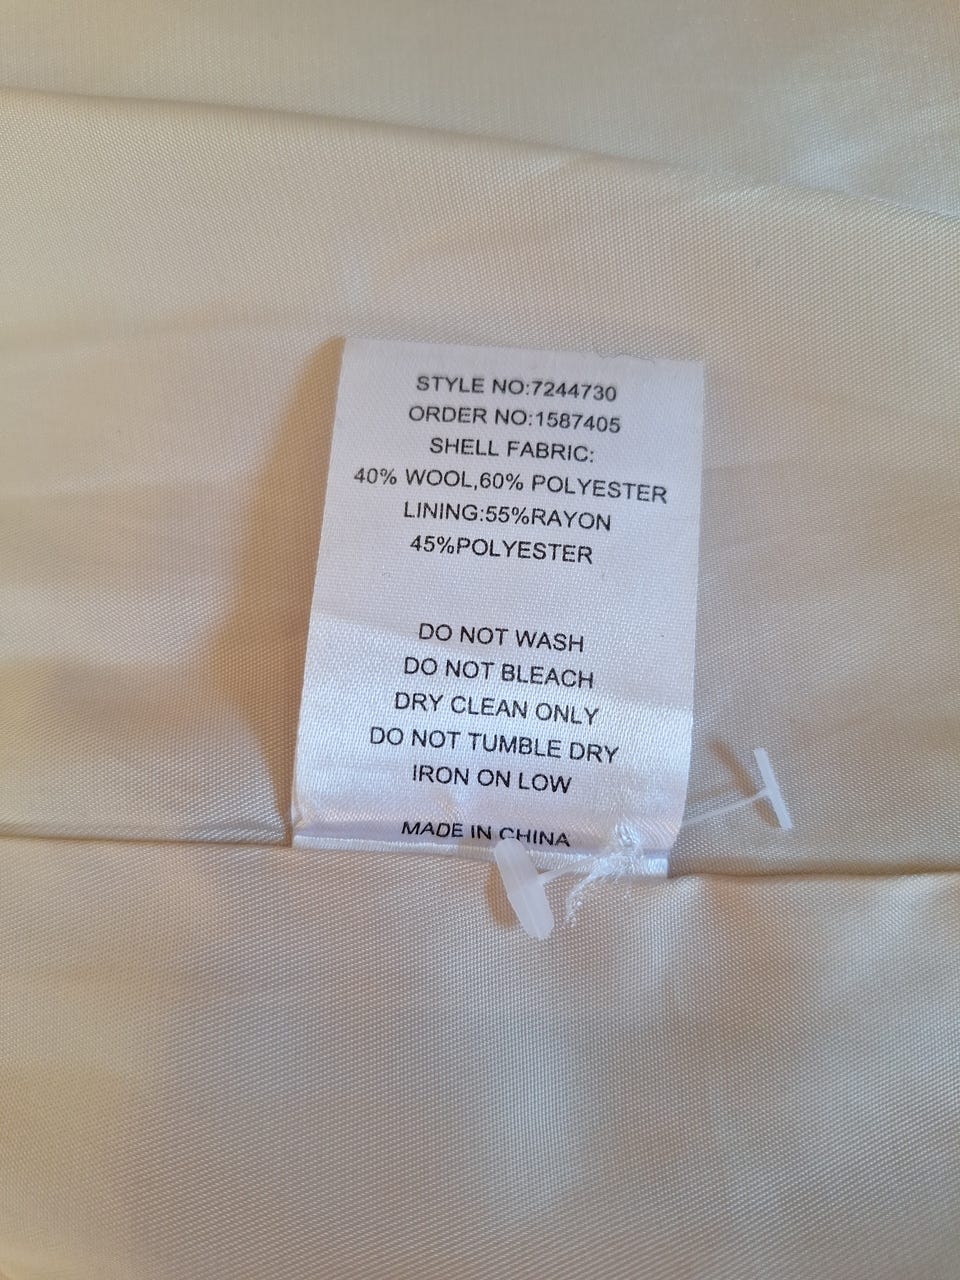 STYLE NO:7244730
ORDER NO:1587405
SHELL FABRIC:
40% WOOL,60% POLYESTER
LINING:55%RAYON
45%POLYESTER
DO NOT WASH
DO NOT BLEACH
DRY CLEAN ONLY
DO NOT TUMBLE DRY
IRON ON LOW
MADE IN CHINA